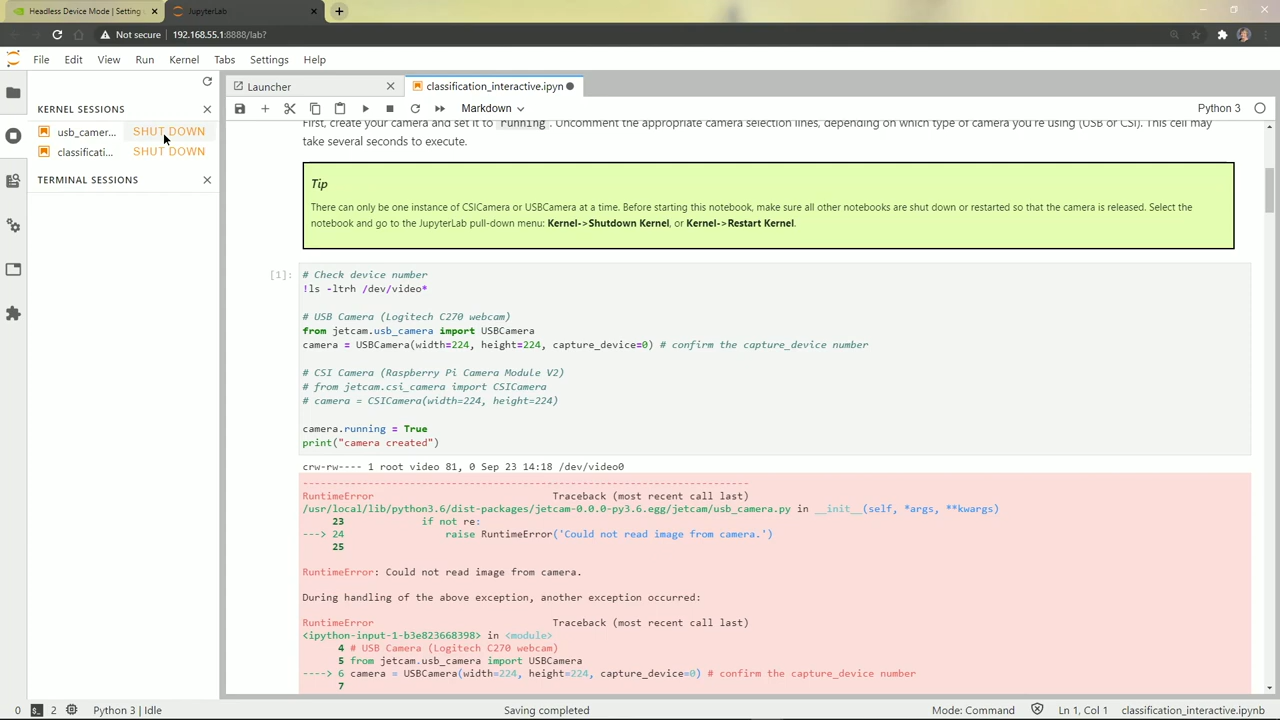 Headless Device Mode | Setting
JupyterLab
Not secure 192.168.55.1:8888/lab?
File Edit View Run Kernel Tabs Settings Help
KERNEL SESSIONS
usb_camer... SHUT DOWN
classificati... SHUT DOWN
TERMINAL SESSIONS
Launcher
classification_interactive.ipyn
Markdown
Python 3
First, create your camera and set it to running. Uncomment the appropriate camera selection lines, depending on which type of camera you're using (USB or CSI). This cell may
take several seconds to execute.
Tip
There can only be one instance of CSICamera or USBCamera at a time. Before starting this notebook, make sure all other notebooks are shut down or restarted so that the camera is released. Select the
notebook and go to the JupyterLab pull-down menu: Kernel->Shutdown Kernel, or Kernel->Restart Kernel.
[1]:
# Check device number
!ls -ltrh /dev/video*
# USB Camera (Logitech C270 webcam)
from jetcam.usb_camera import USBCamera
camera = USBCamera(width=224, height=224, capture_device=0) # confirm the capture_device number
# CSI Camera (Raspberry Pi Camera Module V2)
# from jetcam.csi_camera import CSICamera
# camera = CSICamera(width=224, height=224)
camera.running = True
print("camera created")
crw-rw---- 1 root video 81, 0 Sep 23 14:18 /dev/video0
---------------------------------------------------------------------------
RuntimeError Traceback (most recent call last)
/usr/local/lib/python3.6/dist-packages/jetcam-0.0.0-py3.6.egg/jetcam/usb_camera.py in __init__(self, *args, **kwargs)
23 if not re:
---> 24 raise RuntimeError('Could not read image from camera.')
25
RuntimeError: Could not read image from camera.
During handling of the above exception, another exception occurred:
RuntimeError Traceback (most recent call last)
<ipython-input-1-b3e823668398> in <module>
4 # USB Camera (Logitech C270 webcam)
5 from jetcam.usb_camera import USBCamera
----> 6 camera = USBCamera(width=224, height=224, capture_device=0) # confirm the capture_device number
7
0 2 Python 3 | Idle Saving completed Mode: Command Ln 1, Col 1 classification_interactive.ipynb